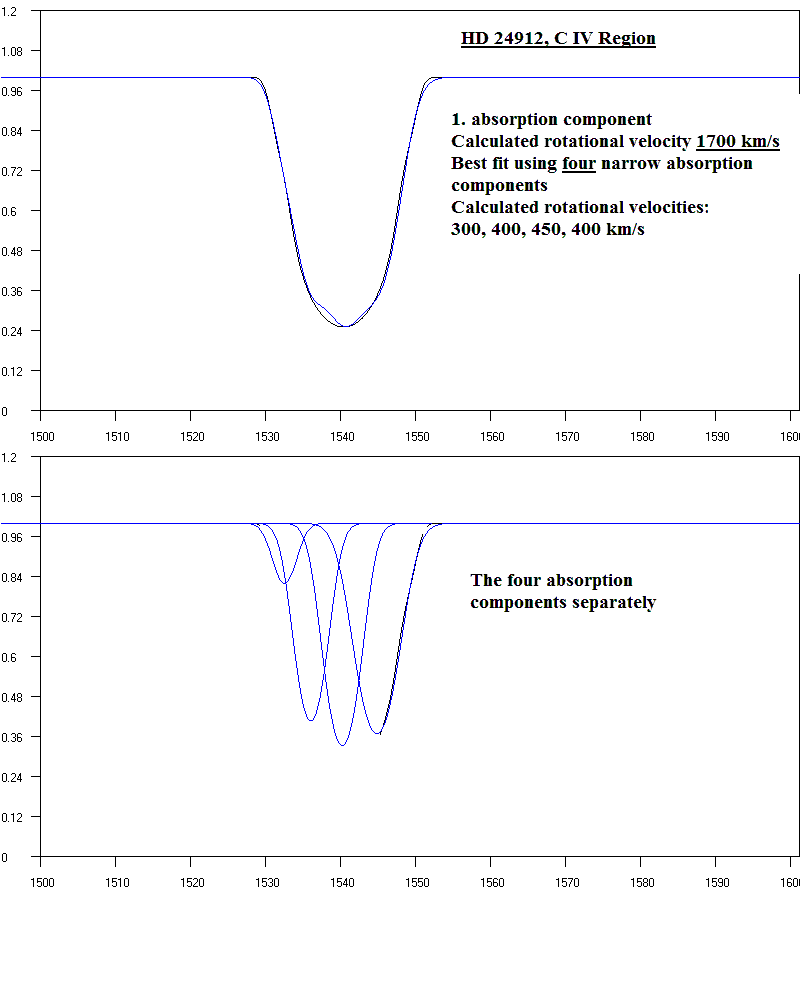 1.2
HD 24912, C IV Region
1.08
0.96
1. absorption component
0.84
Calculated rotational velocity 1700 km/s
Best fit using four narrow absorption
0.72
components
0.6
Calculated rotational velocities:
300, 400, 450, 400 km/s
0.48
0.36
0.24
0.12
0
1500 1510 1520 1530 1540 1550 1560 1570 1580 1590 160
1.2
1.08
0.96
0.84
The four absorption
components separately
0.72
0.6
0.48
0.36
0.24
0.12
0
1500 1510 1520 1530 1540 1550 1560 1570 1580 1590 160